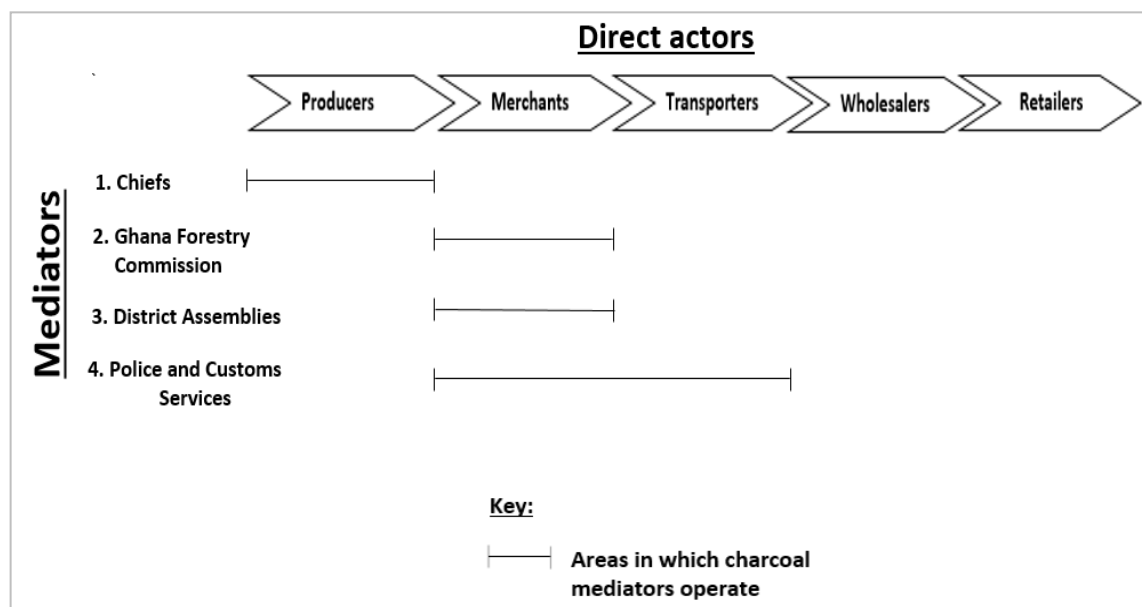 Direct actors
Producers
Merchants
Transporters
Wholesalers
Retailers
Mediators
1. Chiefs
2. Ghana Forestry
Commission
3. District Assemblies
4. Police and Customs
Services
Key:
Areas in which charcoal
mediators operate